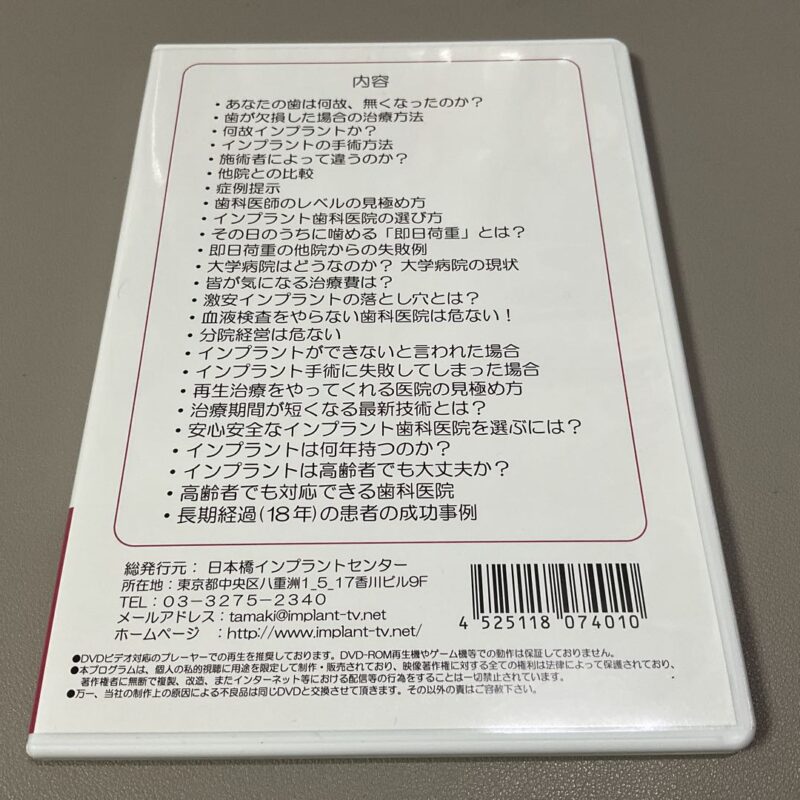 内容
・あなたの歯は何故、無くなったのか？
・歯が欠損した場合の治療方法
・何故インプラントか？
・インプラントの手術方法
・施術者によって違うのか？
・他院との比較
・症例提示
・歯科医師のレベルの見極め方
・インプラント歯科医院の選び方
・その日のうちに噛める「即日荷重」とは？
・即日荷重の他院からの失敗例
・大学病院はどうなのか？ 大学病院の現状
・皆が気になる治療費は？
・激安インプラントの落とし穴とは？
・血液検査をやらない歯科医院は危ない！
・分院経営は危ない
・インプラントができないと言われた場合
・インプラント手術に失敗してしまった場合
・再生治療をやってくれる医院の見極め方
・治療期間が短くなる最新技術とは？
・安心安全なインプラント歯科医院を選ぶには？
・インプラントは何年持つのか？
・インプラントは高齢者でも大丈夫か？
・高齢者でも対応できる歯科医院
・長期経過(18年)の患者の成功事例
総発行元： 日本橋インプラントセンター
所在地：東京都中央区八重洲1_5_17香川ビル9F
TEL：03-3275-2340
メールアドレス：tamaki@implant-tv.net
ホームページ ：http://www.implant-tv.net/
4 525118 074010
●DVDビデオ対応のプレーヤーでの再生を推奨しております。DVD-ROM再生機やゲーム機等での動作は保証しておりません。
●本プログラムは、個人の私的視聴に用途を限定して制作・販売されており、映像著作権に対する全ての権利は法律によって保護されており、
著作権者に無断で複製、改造、またインターネット等における配信等の行為をすることは一切禁止されています。
●万一、当社の制作上の原因による不良品は同じDVDと交換させて頂きます。その以外の責はご容赦下さい。